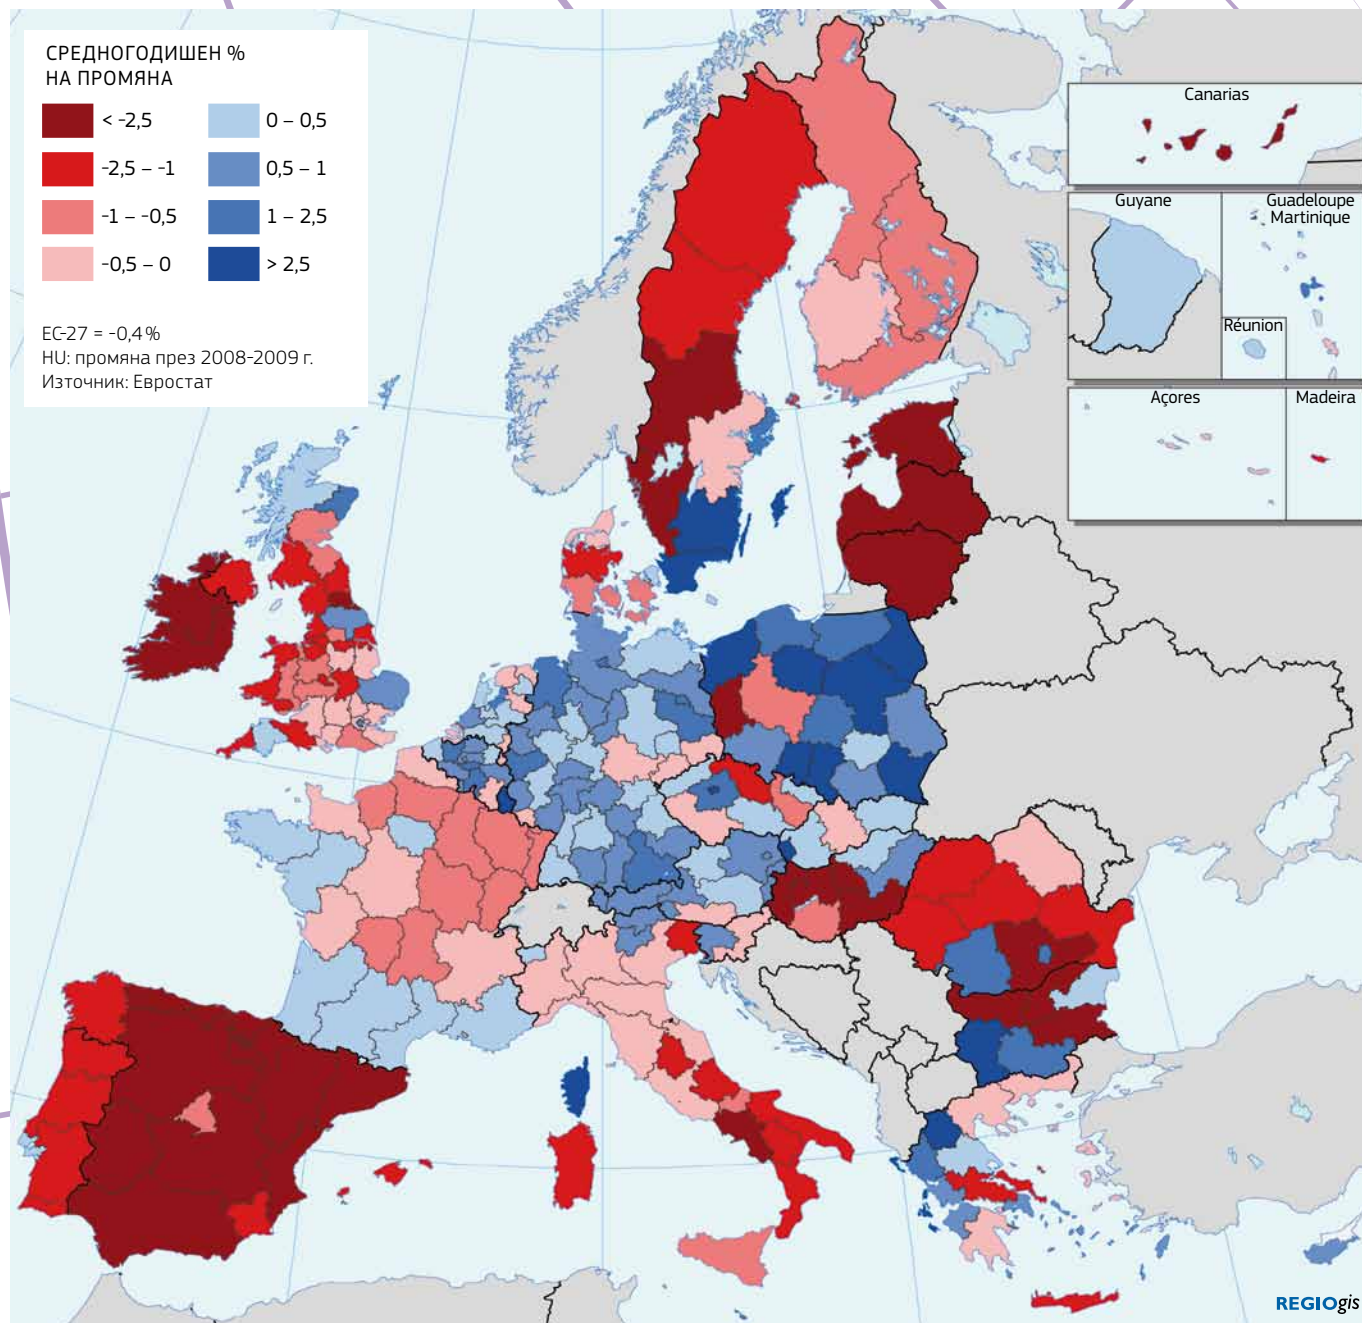 СРЕДНОГОДИШЕН %
НА ПРОМЯНА
< -2,5
-2,5 – -1
-1 – -0,5
-0,5 – 0
0 – 0,5
0,5 – 1
1 – 2,5
> 2,5
ЕС-27 = -0,4%
HU: промяна през 2008-2009 г.
Източник: Евростат
Canarias
Guyane
Guadeloupe
Martinique
Réunion
Açores
Madeira
REGIOgis